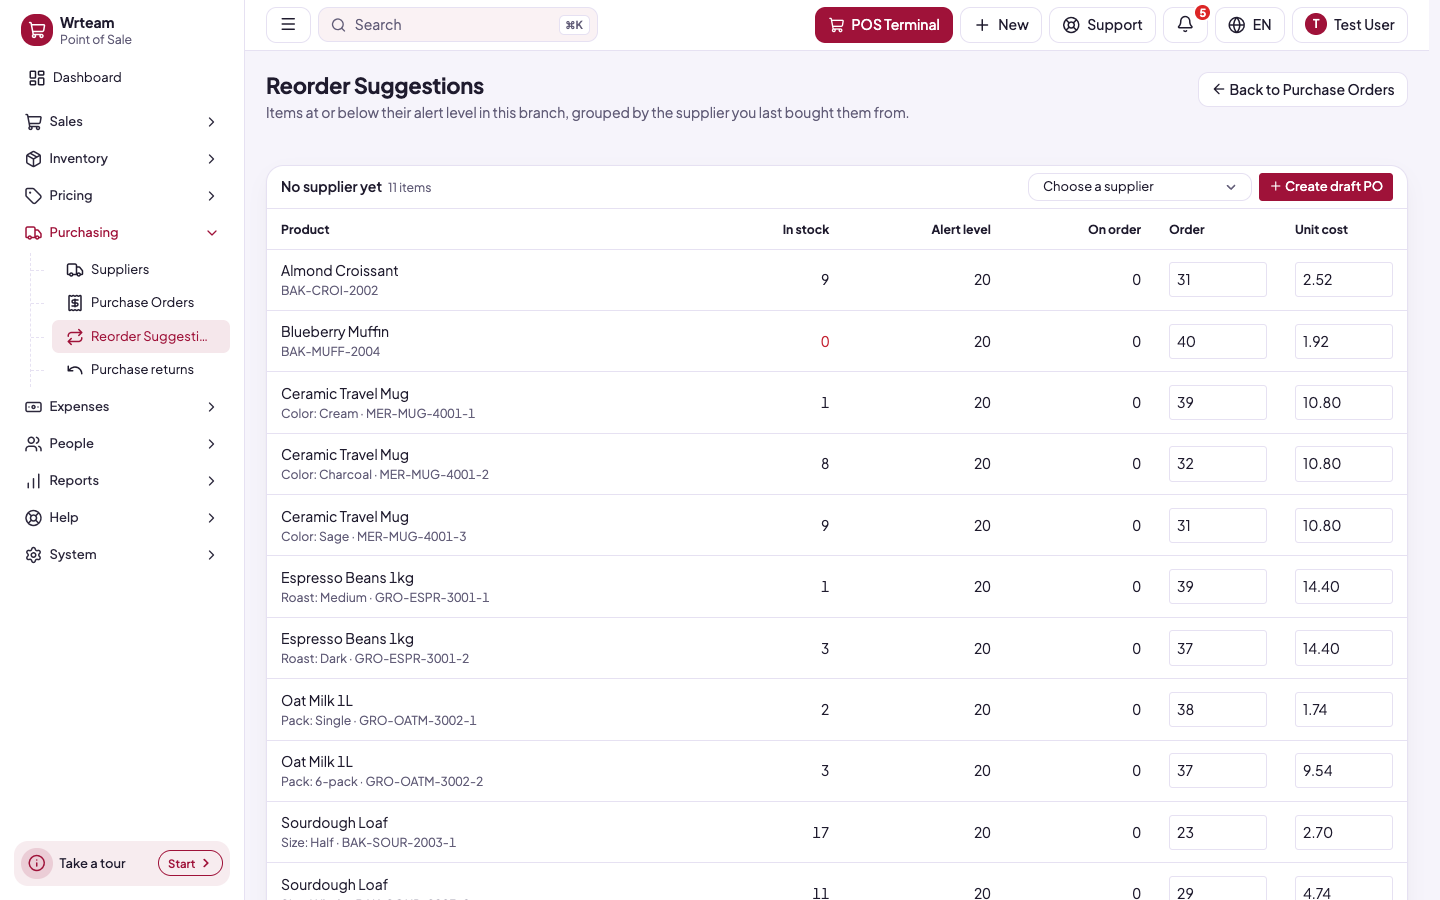 Wrteam
Point of Sale
Dashboard
Sales
Inventory
Pricing
Purchasing
Suppliers
Purchase Orders
Reorder Suggesti...
Purchase returns
Expenses
People
Reports
Help
System
Take a tour
Start
Search
⌘K
POS Terminal
New
Support
5
EN
T
Test User
Reorder Suggestions
Items at or below their alert level in this branch, grouped by the supplier you last bought them from.
← Back to Purchase Orders
No supplier yet 11 items
Choose a supplier
+ Create draft PO
Product In stock Alert level On order Order Unit cost
Almond Croissant
BAK-CROI-2002
9 20 0 31 2.52
Blueberry Muffin
BAK-MUFF-2004
0 20 0 40 1.92
Ceramic Travel Mug
Color: Cream · MER-MUG-4001-1
1 20 0 39 10.80
Ceramic Travel Mug
Color: Charcoal · MER-MUG-4001-2
8 20 0 32 10.80
Ceramic Travel Mug
Color: Sage · MER-MUG-4001-3
9 20 0 31 10.80
Espresso Beans 1kg
Roast: Medium · GRO-ESPR-3001-1
1 20 0 39 14.40
Espresso Beans 1kg
Roast: Dark · GRO-ESPR-3001-2
3 20 0 37 14.40
Oat Milk 1L
Pack: Single · GRO-OATM-3002-1
2 20 0 38 1.74
Oat Milk 1L
Pack: 6-pack · GRO-OATM-3002-2
3 20 0 37 9.54
Sourdough Loaf
Size: Half · BAK-SOUR-2003-1
17 20 0 23 2.70
Sourdough Loaf
11 20 0 29 4.74